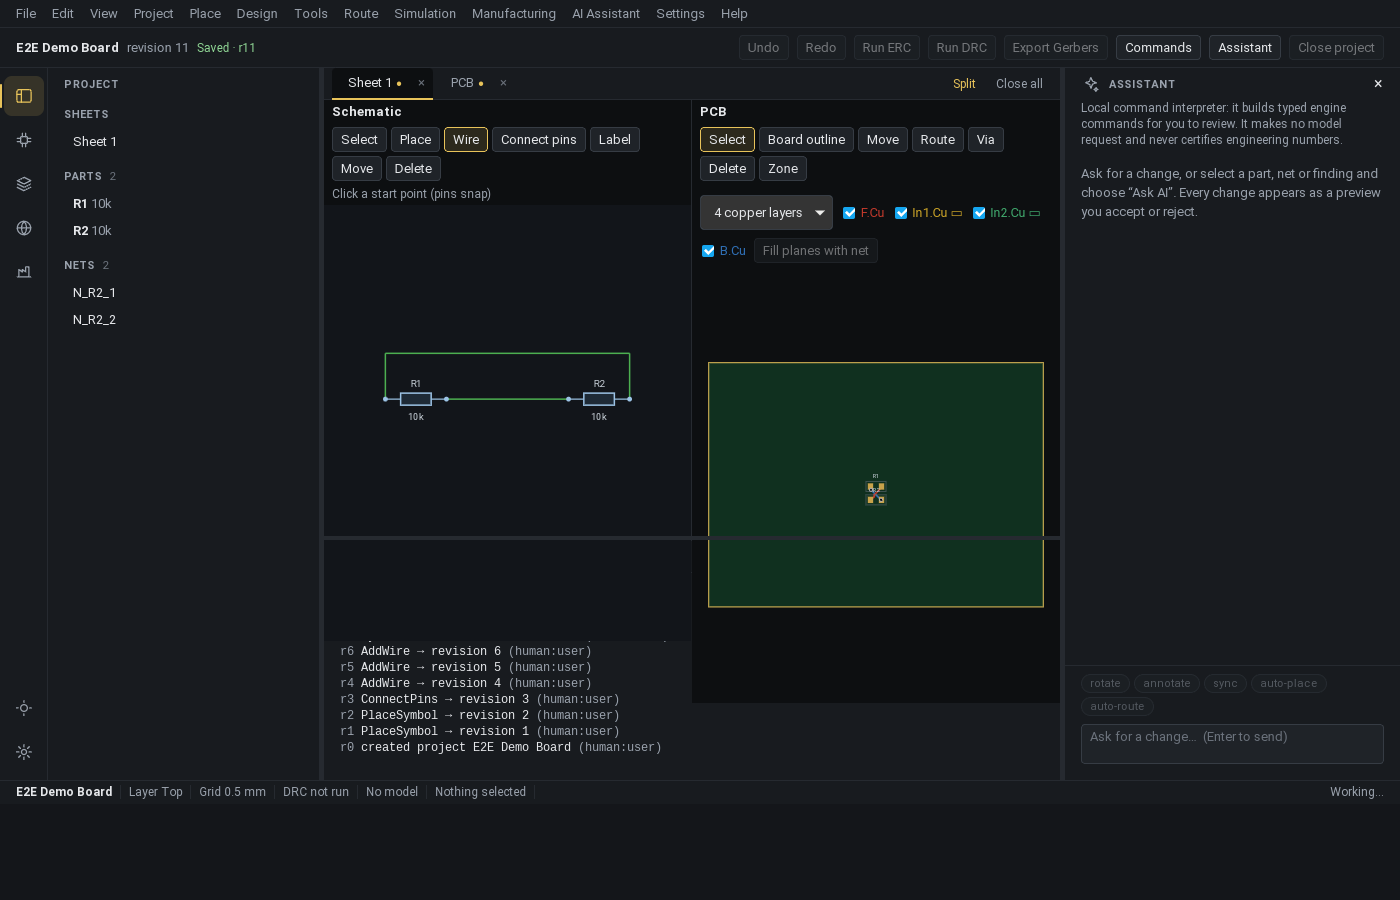 File Edit View Project Place Design Tools Route Simulation Manufacturing AI Assistant Settings Help
E2E Demo Board revision 11 Saved · r11 Undo Redo Run ERC Run DRC Export Gerbers Commands Assistant Close project
PROJECT
SHEETS
Sheet 1
PARTS 2
R1 10k
R2 10k
NETS 2
N_R2_1
N_R2_2
Sheet 1 • × PCB • × Split Close all
Schematic
Select Place Wire Connect pins Label
Move Delete
Click a start point (pins snap)
R1
10k
R2
10k
r6 AddWire → revision 6 (human:user)
r5 AddWire → revision 5 (human:user)
r4 AddWire → revision 4 (human:user)
r3 ConnectPins → revision 3 (human:user)
r2 PlaceSymbol → revision 2 (human:user)
r1 PlaceSymbol → revision 1 (human:user)
r0 created project E2E Demo Board (human:user)
PCB
Select Board outline Move Route Via
Delete Zone
4 copper layers F.Cu In1.Cu In2.Cu
B.Cu Fill planes with net
R1
ASSISTANT ×
Local command interpreter: it builds typed engine
commands for you to review. It makes no model
request and never certifies engineering numbers.
Ask for a change, or select a part, net or finding and
choose “Ask AI”. Every change appears as a preview
you accept or reject.
rotate annotate sync auto-place
auto-route
Ask for a change… (Enter to send)
E2E Demo Board Layer Top Grid 0.5 mm DRC not run No model Nothing selected Working…